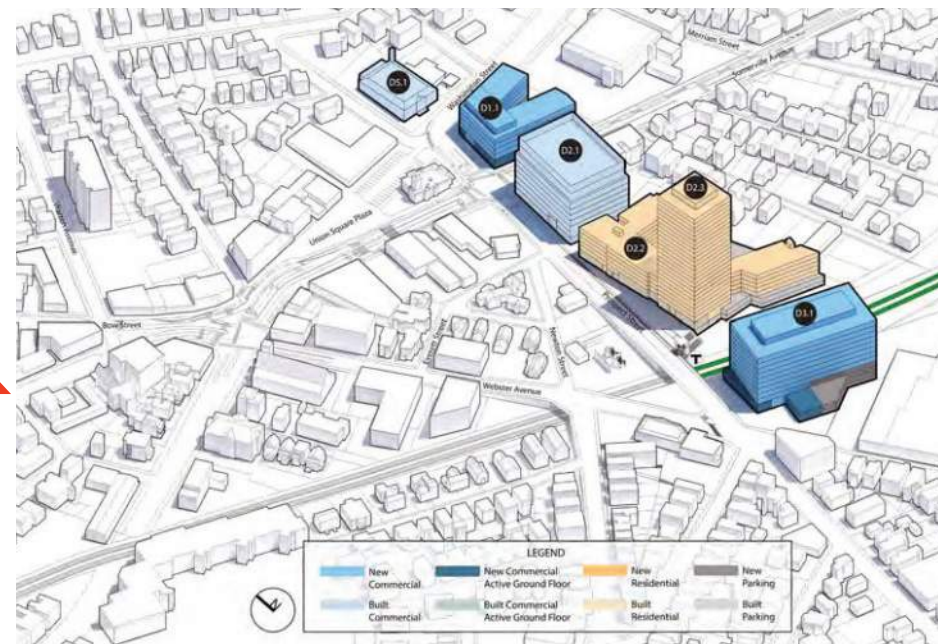 Merriam Street
Somerville Avenue
D5.1
D1.1
D2.1
D2.3
D2.2
Union Square Plaza
D3.1
T
Bow Street
Webster Avenue
LEGEND
New
Commercial
New Commercial
Active Ground Floor
New
Residential
New
Parking
Built
Commercial
Built Commercial
Active Ground Floor
Built
Residential
Built
Parking